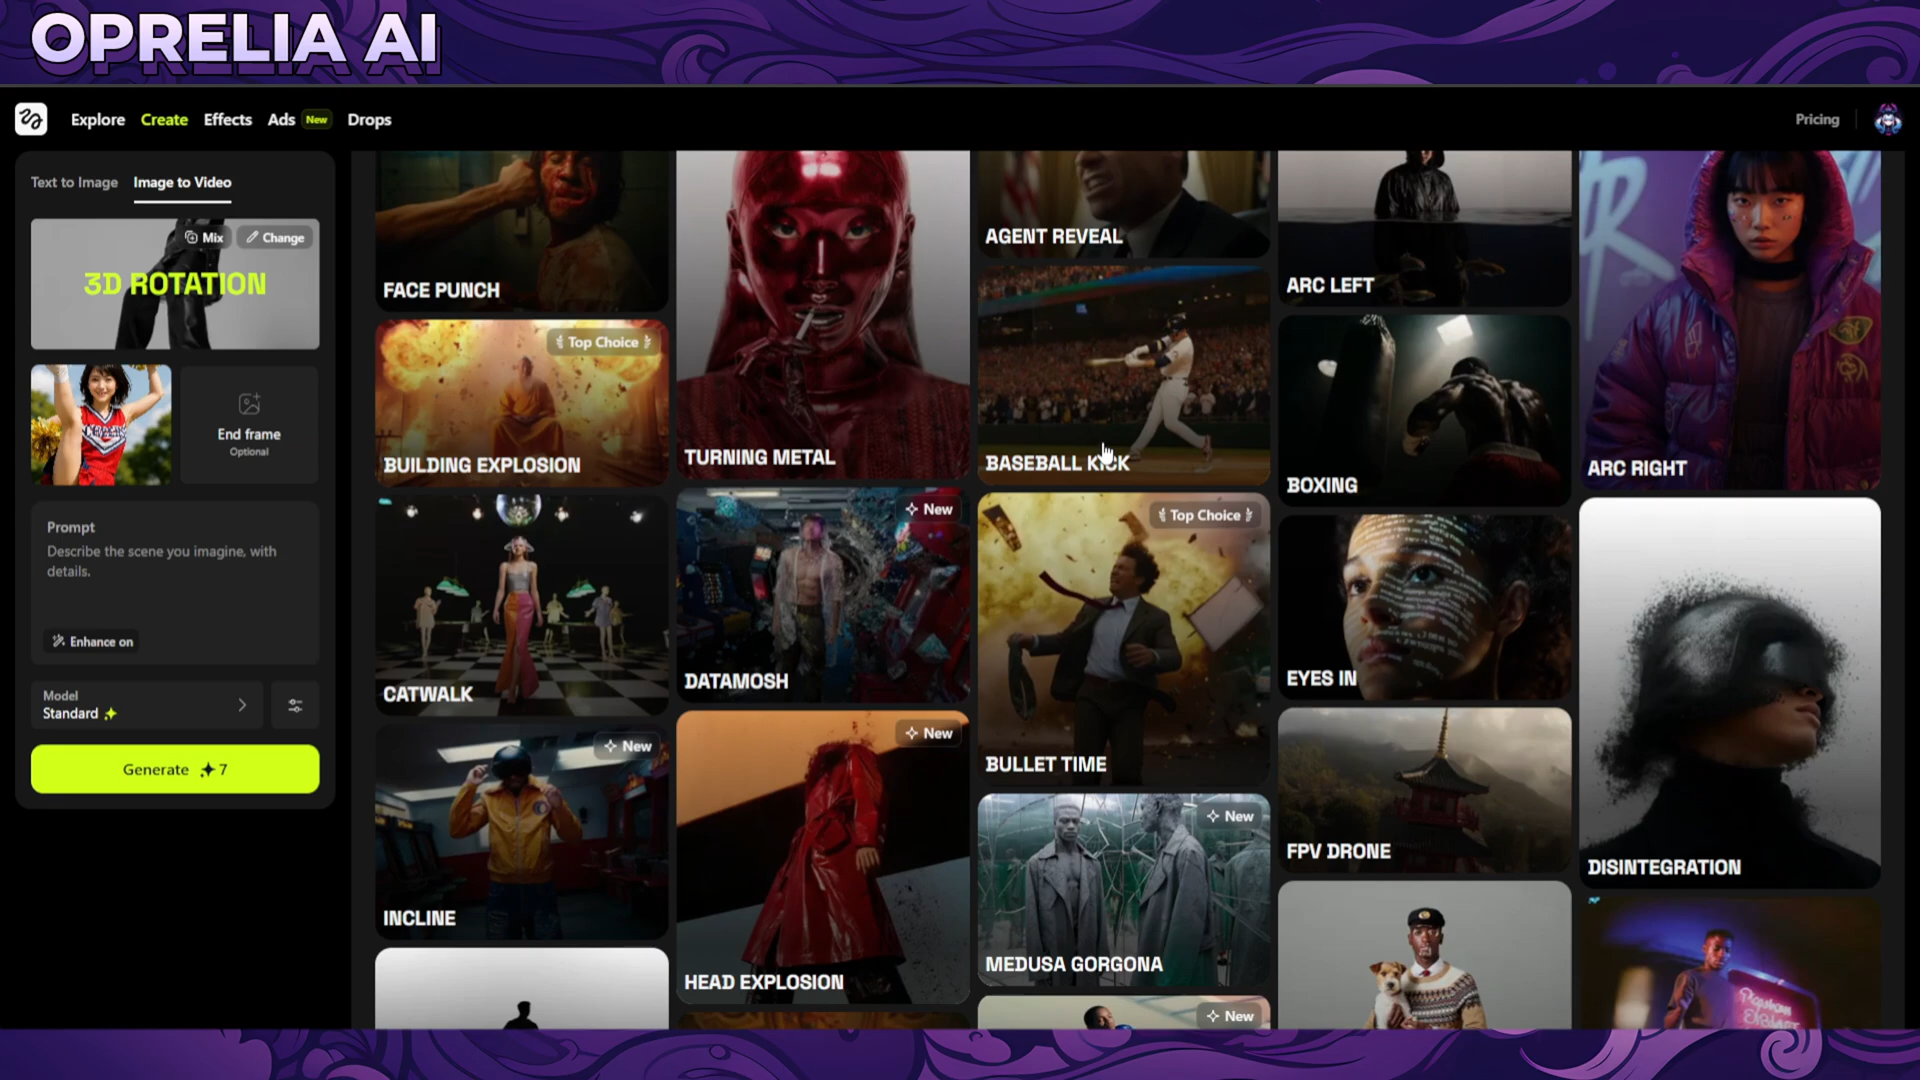 OPRELIA AI
Explore Create Effects Ads New Drops
Pricing
Text to Image Image to Video
Mix Change
3D ROTATION
End frame
Optional
Prompt
Describe the scene you imagine, with
details.
Enhance on
Model
Standard
Generate 7
FACE PUNCH
Top Choice
BUILDING EXPLOSION
CATWALK
New
INCLINE
TURNING METAL
New
DATAMOSH
New
HEAD EXPLOSION
AGENT REVEAL
BASEBALL KICK
Top Choice
BULLET TIME
New
MEDUSA GORGONA
New
ARC LEFT
BOXING
EYES IN
FPV DRONE
ARC RIGHT
DISINTEGRATION